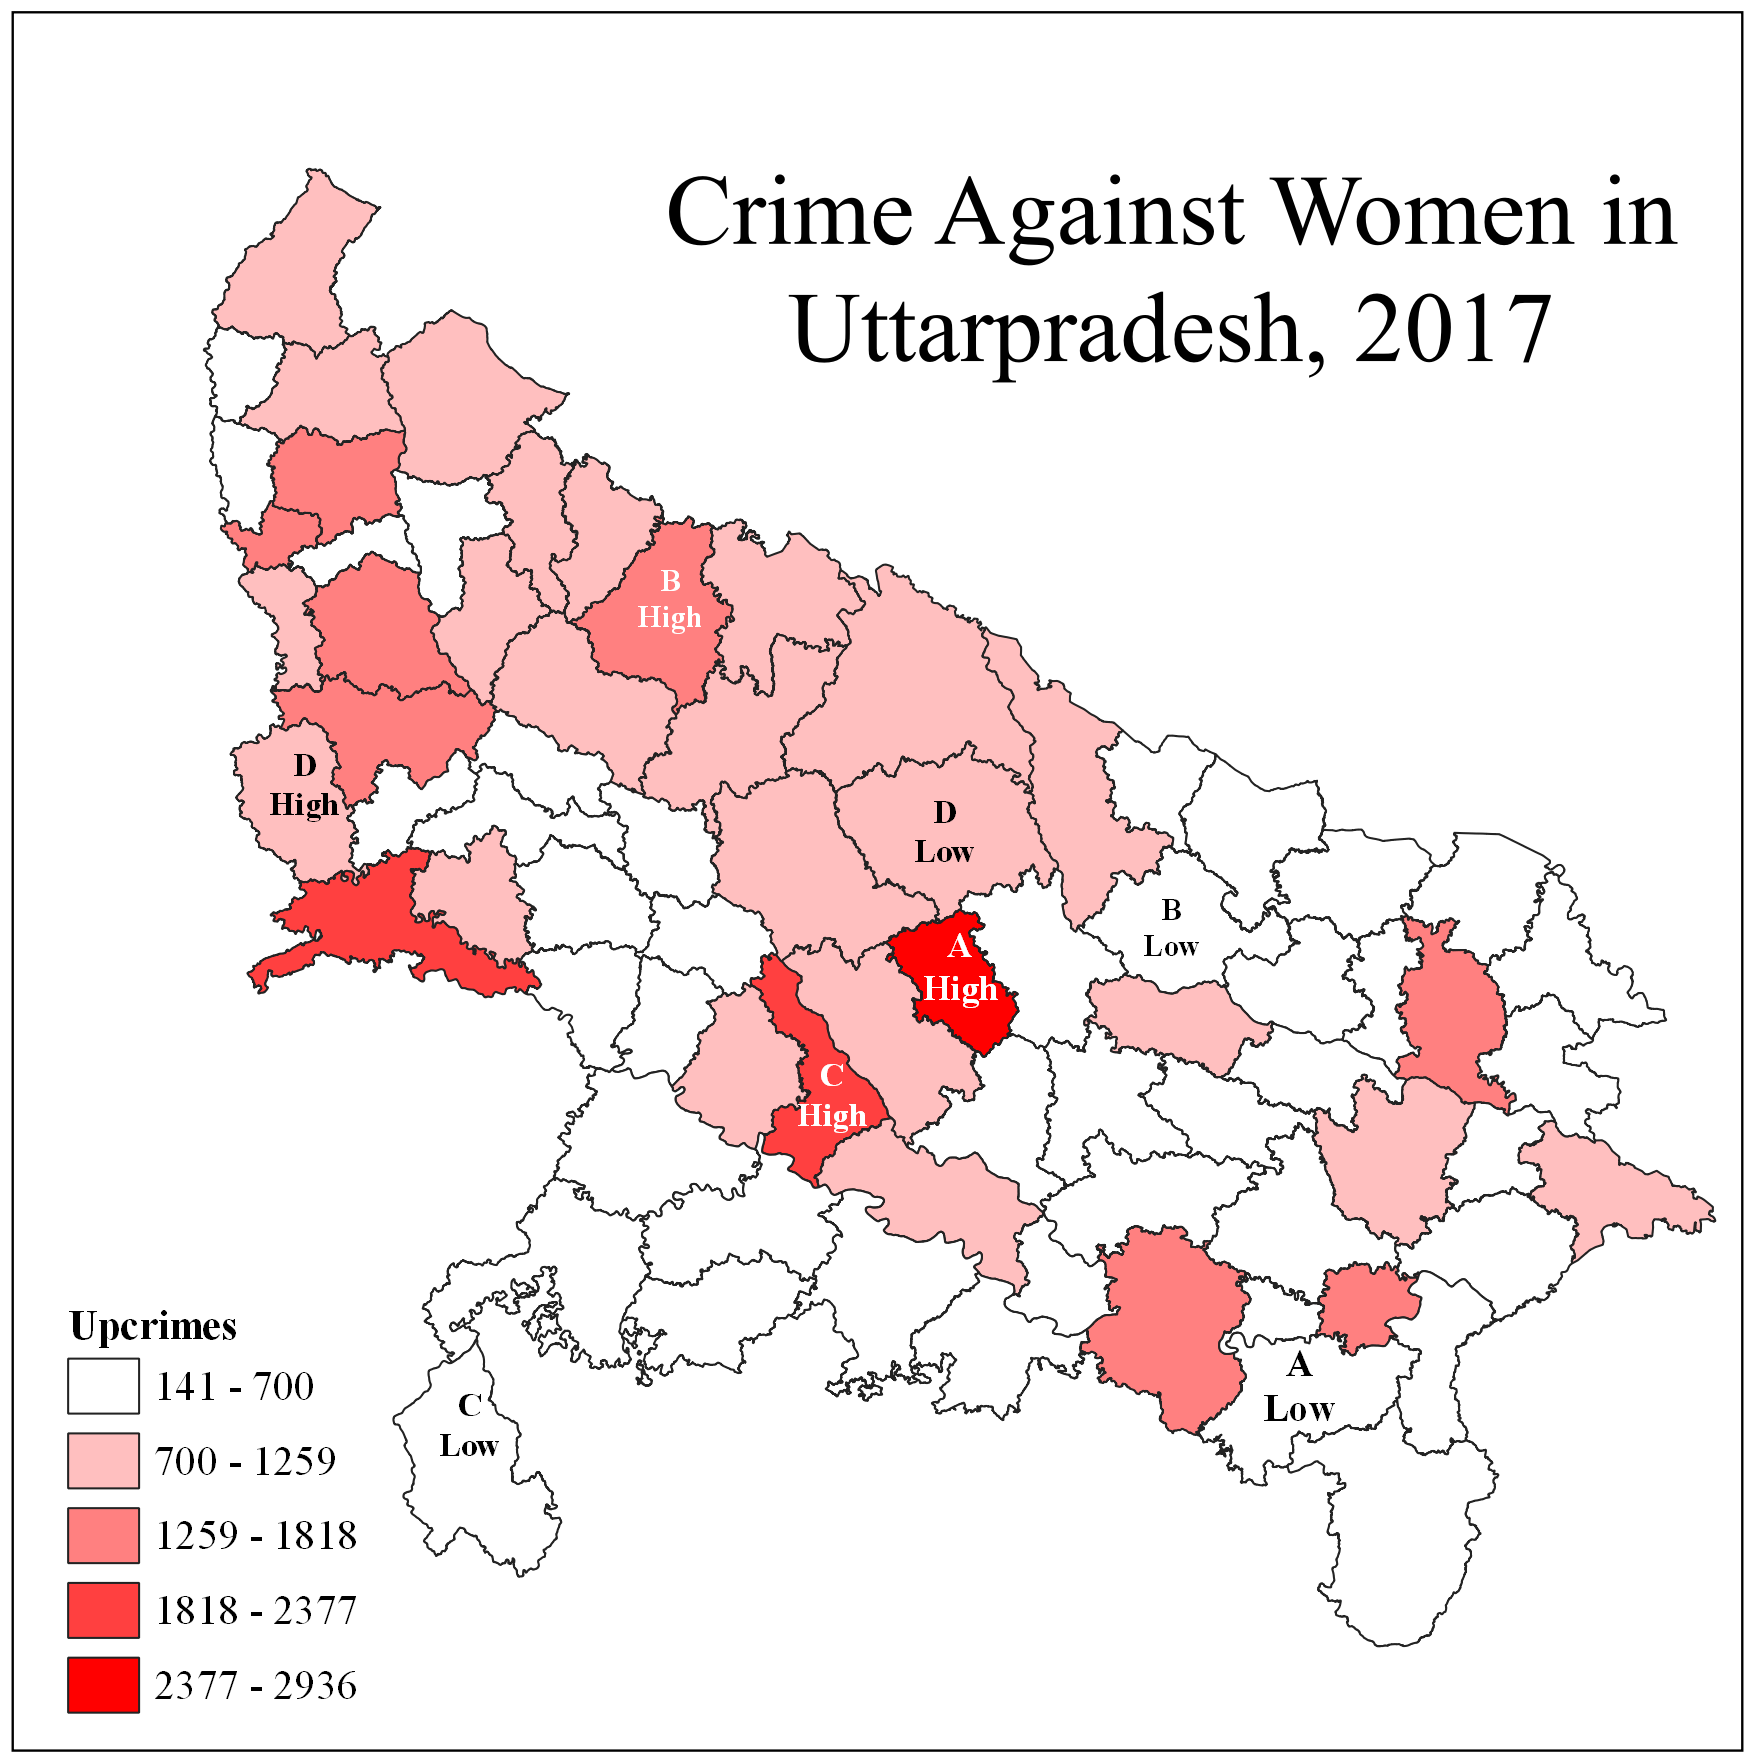 Crime Against Women in
Uttarpradesh, 2017
B
High
D
High
D
Low
B
Low
A
High
C
High
A
Low
C
Low
Upcrimes
141 - 700
700 - 1259
1259 - 1818
1818 - 2377
2377 - 2936